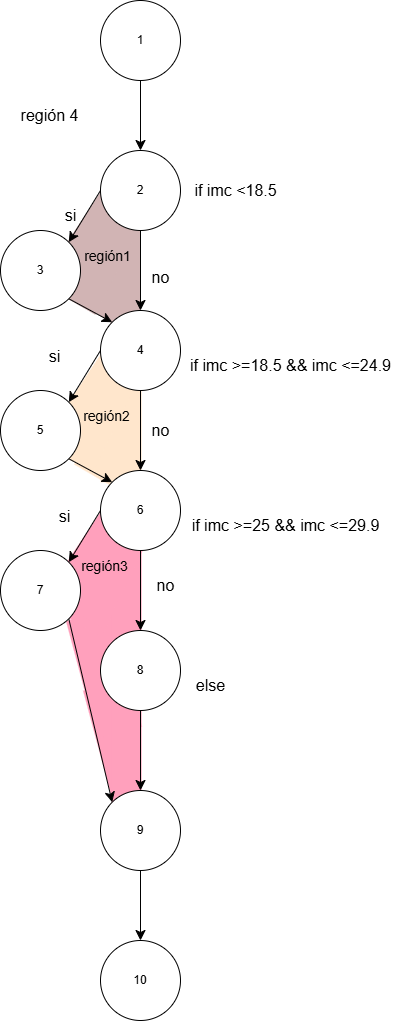 1
región 4
2
if imc <18.5
si
región1
3
no
4
si
if imc >=18.5 && imc <=24.9
región2
5
no
6
si
if imc >=25 && imc <=29.9
región3
7
no
8
else
9
10